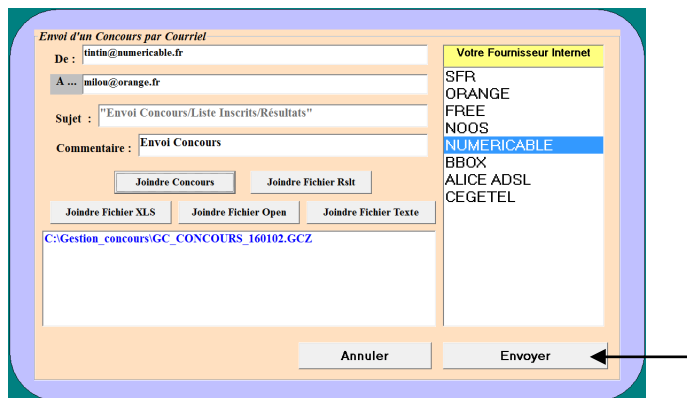 Envoi d'un Concours par Courriel
De : tintin@numericable.fr
A ... milou@orange.fr
Sujet : "Envoi Concours/Liste Inscrits/Résultats"
Commentaire : Envoi Concours
Joindre Concours Joindre Fichier Rslt
Joindre Fichier XLS Joindre Fichier Open Joindre Fichier Texte
C:\Gestion_concours\GC_CONCOURS_160102.GCZ
Votre Fournisseur Internet
SFR
ORANGE
FREE
NOOS
NUMERICABLE
BBOX
ALICE ADSL
CEGETEL
Annuler Envoyer